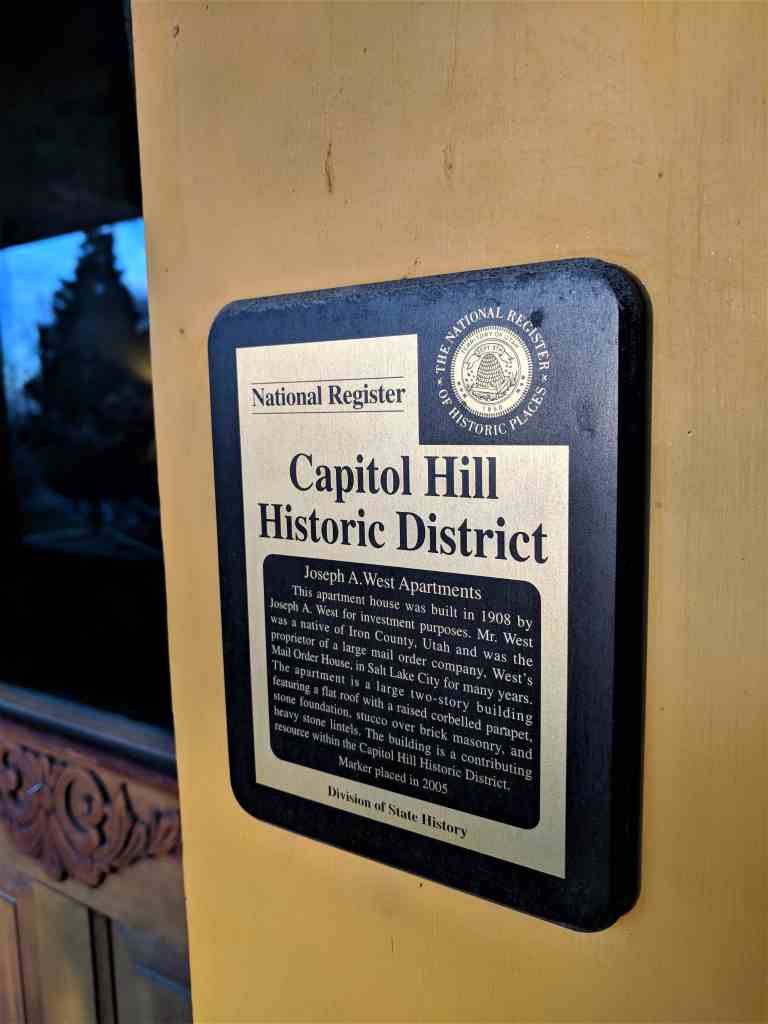 THE NATIONAL REGISTER
OF HISTORIC PLACES
TERRITORY OF UTAH
1850
National Register
Capitol Hill
Historic District
Joseph A. West Apartments
This apartment house was built in 1908 by
Joseph A. West for investment purposes. Mr. West
was a native of Iron County, Utah and was the
proprietor of a large mail order company, West's
Mail Order House, in Salt Lake City for many years.
The apartment is a large two-story building
featuring a flat roof with a raised corbelled parapet,
stone foundation, stucco over brick masonry, and
heavy stone lintels. The building is a contributing
resource within the Capitol Hill Historic District.
Marker placed in 2005
Division of State History